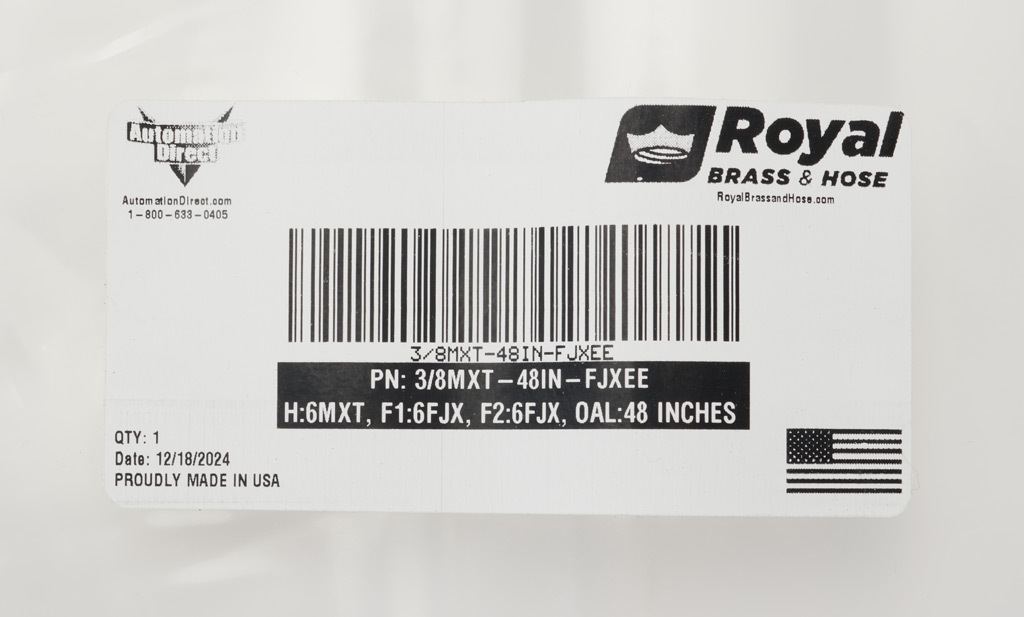 Automation
Direct
AutomationDirect.com
1-800-633-0405
Royal
BRASS & HOSE
RoyalBrassandHose.com
3/8MXT-48IN-FJXEE
PN: 3/8MXT-48IN-FJXEE
H:6MXT, F1:6FJX, F2:6FJX, OAL:48 INCHES
QTY: 1
Date: 12/18/2024
PROUDLY MADE IN USA